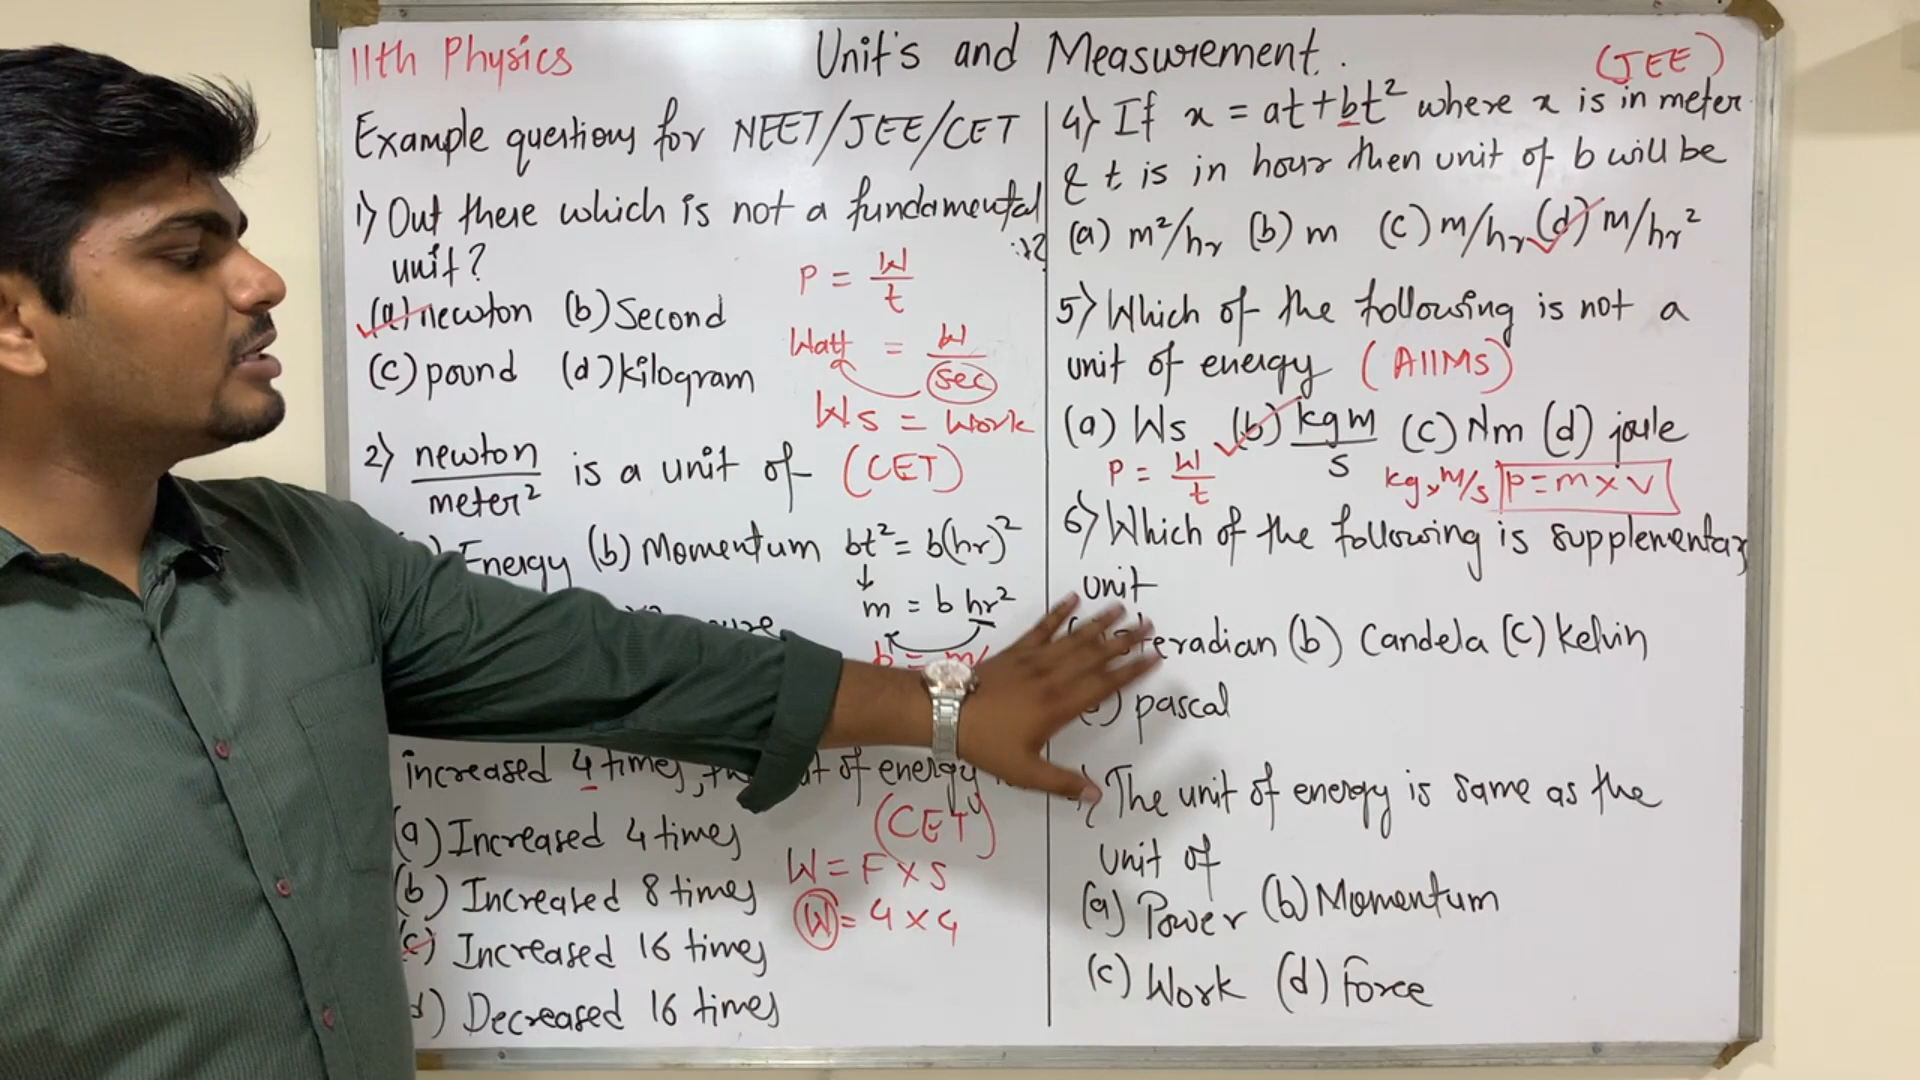 11th Physics
Unit's and Measurement.
Example questions for NEET/JEE/CET
1) Out there which is not a fundamental
unit?
(a) newton (b) Second
(c) pound (d) kilogram
P = W/t
Watt = W/sec
Ws = Work
2) newton/meter² is a unit of (CET)
Energy (b) Momentum
bt² = b(hr)²
m = b hr²
b = m/
increased 4 times, of energy
(CET)
(a) Increased 4 times
(b) Increased 8 times
(c) Increased 16 times
d) Decreased 16 times
W = F × S
W = 4 × 4
(JEE)
4) If x = at + bt² where x is in meter
& t is in hour then unit of b will be
(a) m²/hr (b) m (c) m/hr (d) m/hr²
5) Which of the following is not a
unit of energy (AIIMS)
(a) Ws (b) kgm/s (c) Nm (d) joule
P = W/t
kg × m/s P = m × v
6) Which of the following is supplementary
unit
steradian (b) Candela (c) Kelvin
) pascal
) The unit of energy is same as the
unit of
(a) Power (b) Momentum
(c) Work (d) Force